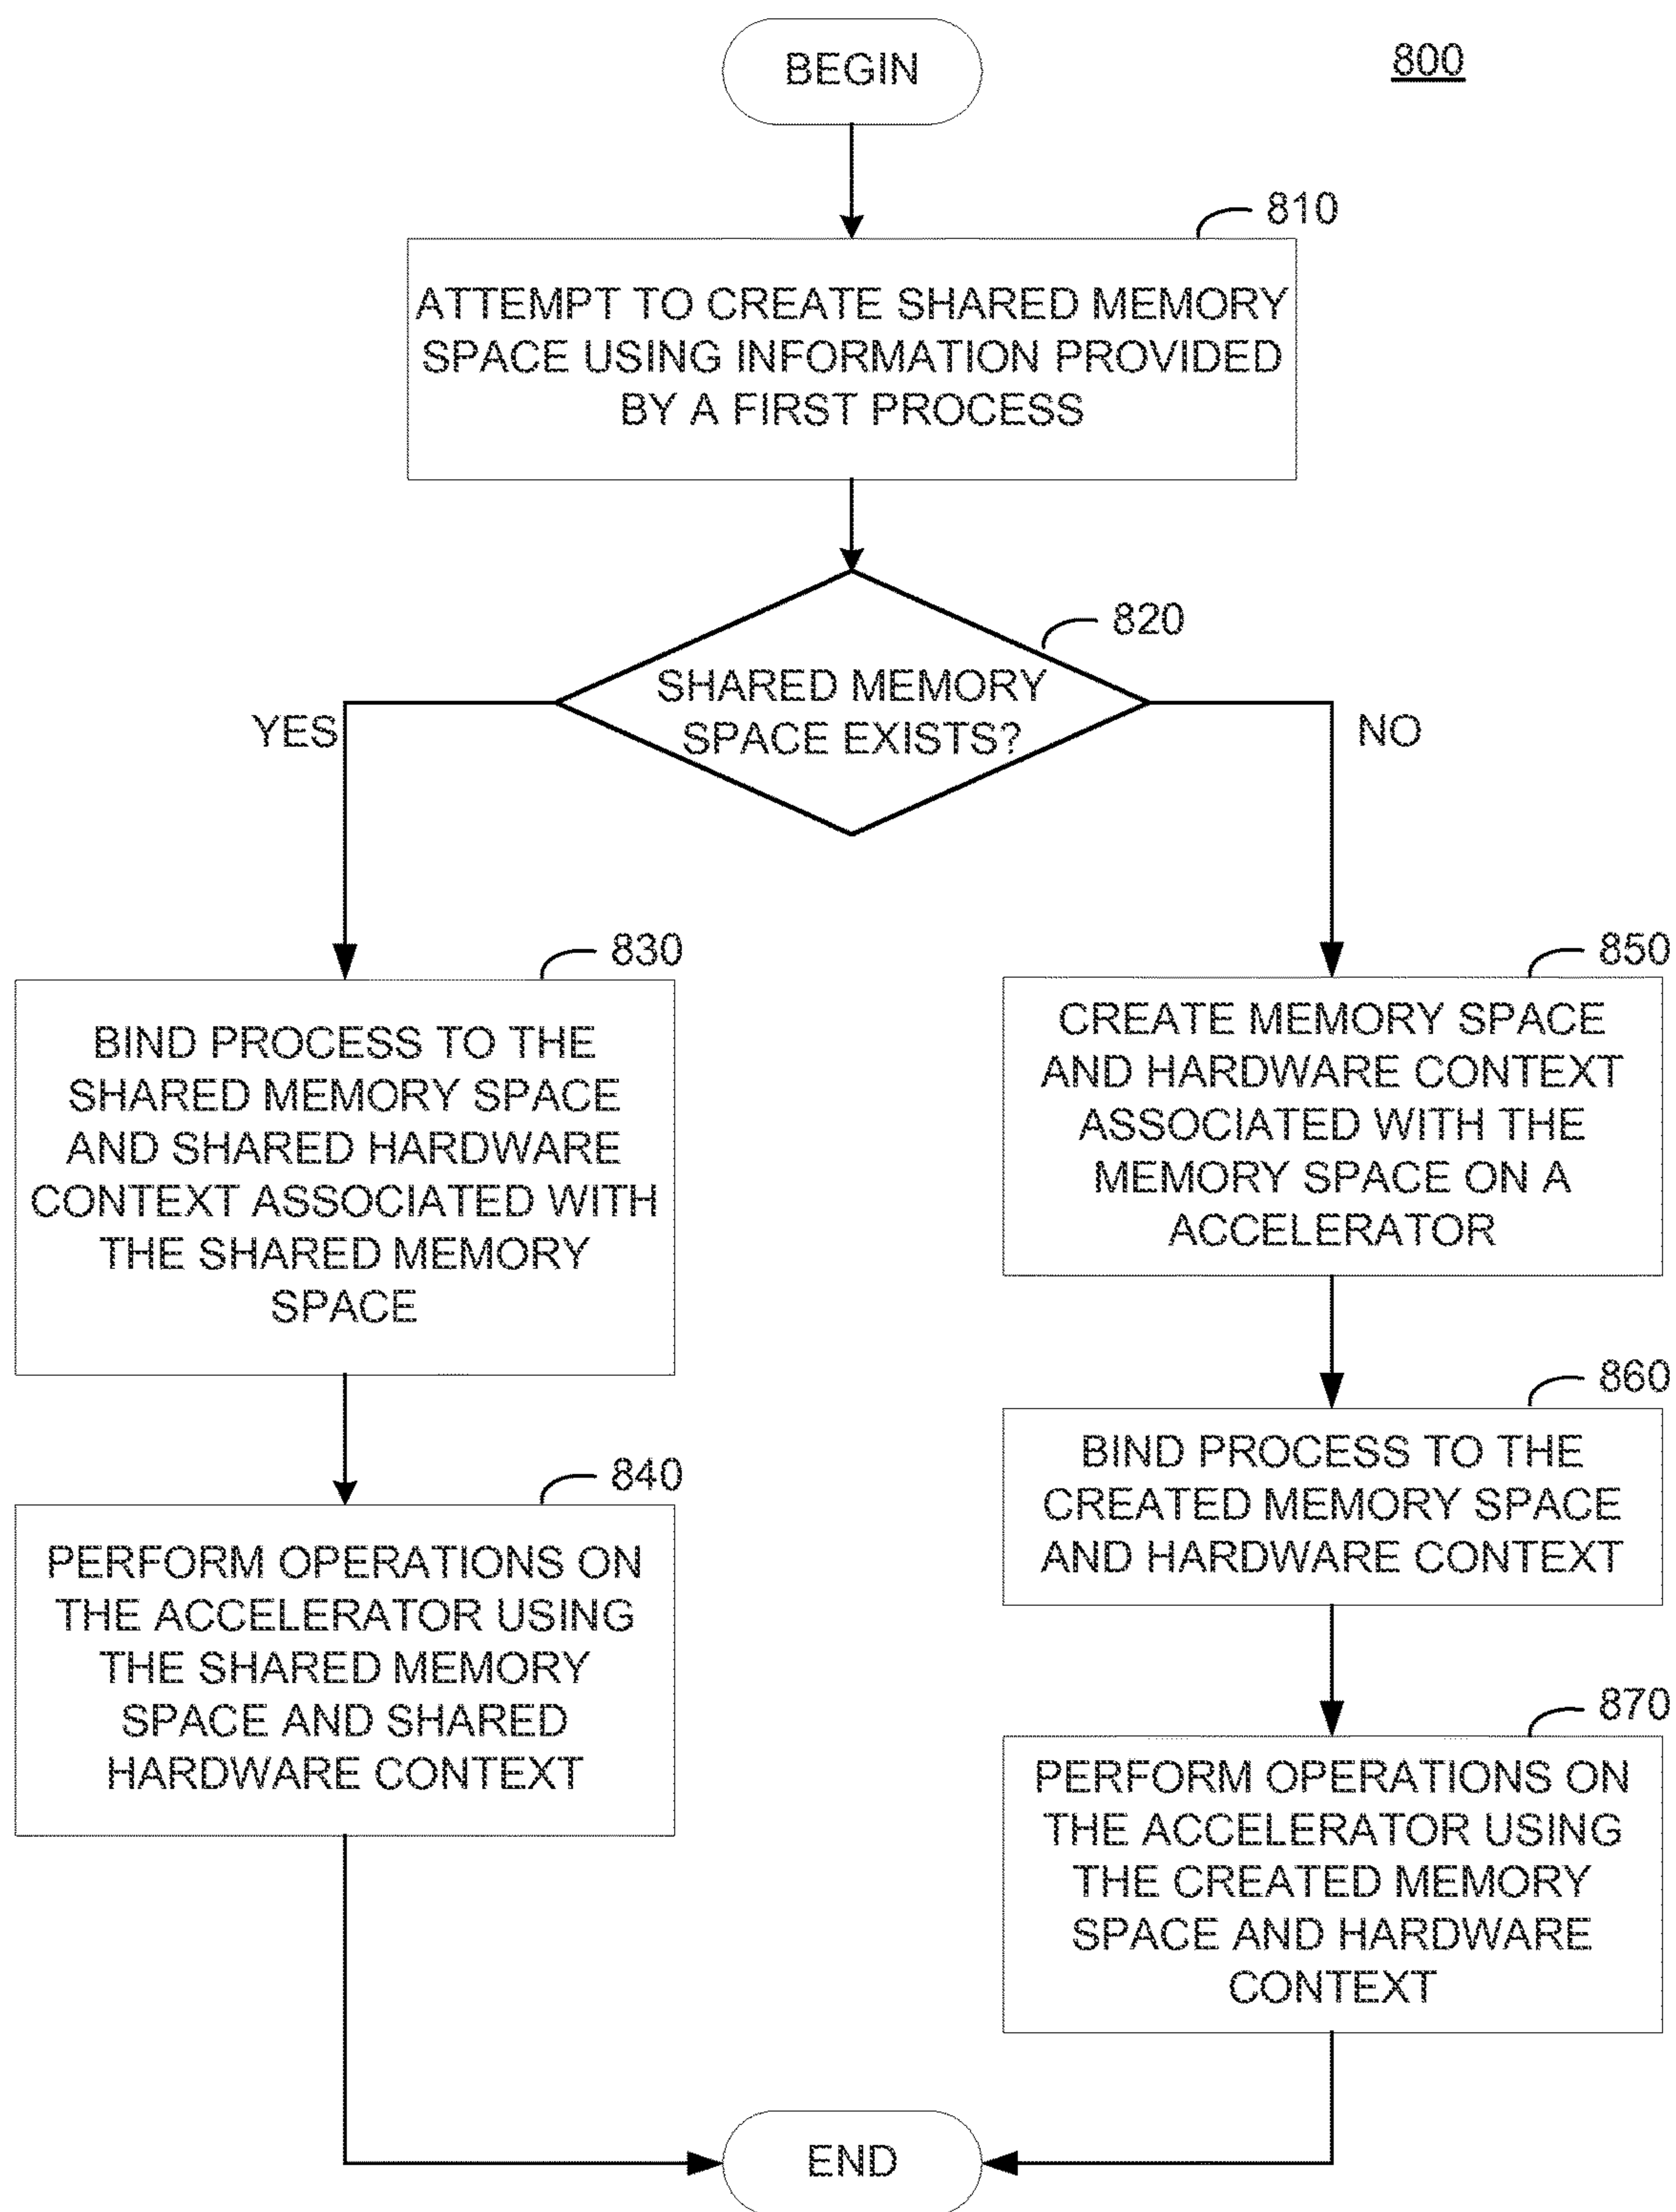 BEGIN
800
810
ATTEMPT TO CREATE SHARED MEMORY
SPACE USING INFORMATION PROVIDED
BY A FIRST PROCESS
820
SHARED MEMORY
SPACE EXISTS?
YES
NO
830
BIND PROCESS TO THE
SHARED MEMORY SPACE
AND SHARED HARDWARE
CONTEXT ASSOCIATED WITH
THE SHARED MEMORY
SPACE
840
PERFORM OPERATIONS ON
THE ACCELERATOR USING
THE SHARED MEMORY
SPACE AND SHARED
HARDWARE CONTEXT
850
CREATE MEMORY SPACE
AND HARDWARE CONTEXT
ASSOCIATED WITH THE
MEMORY SPACE ON A
ACCELERATOR
860
BIND PROCESS TO THE
CREATED MEMORY SPACE
AND HARDWARE CONTEXT
870
PERFORM OPERATIONS ON
THE ACCELERATOR USING
THE CREATED MEMORY
SPACE AND HARDWARE
CONTEXT
END